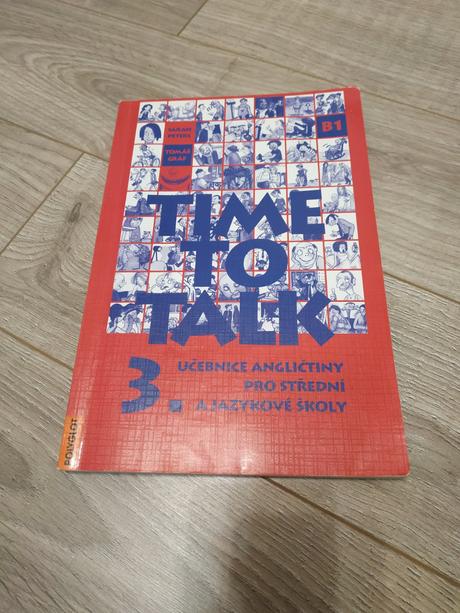 B1
SARAH
PETERS
TOMÁŠ
GRÁF
TIME
TO
TALK
3.
UČEBNICE ANGLIČTINY
PRO STŘEDNÍ
A JAZYKOVÉ ŠKOLY
POLYGLOT